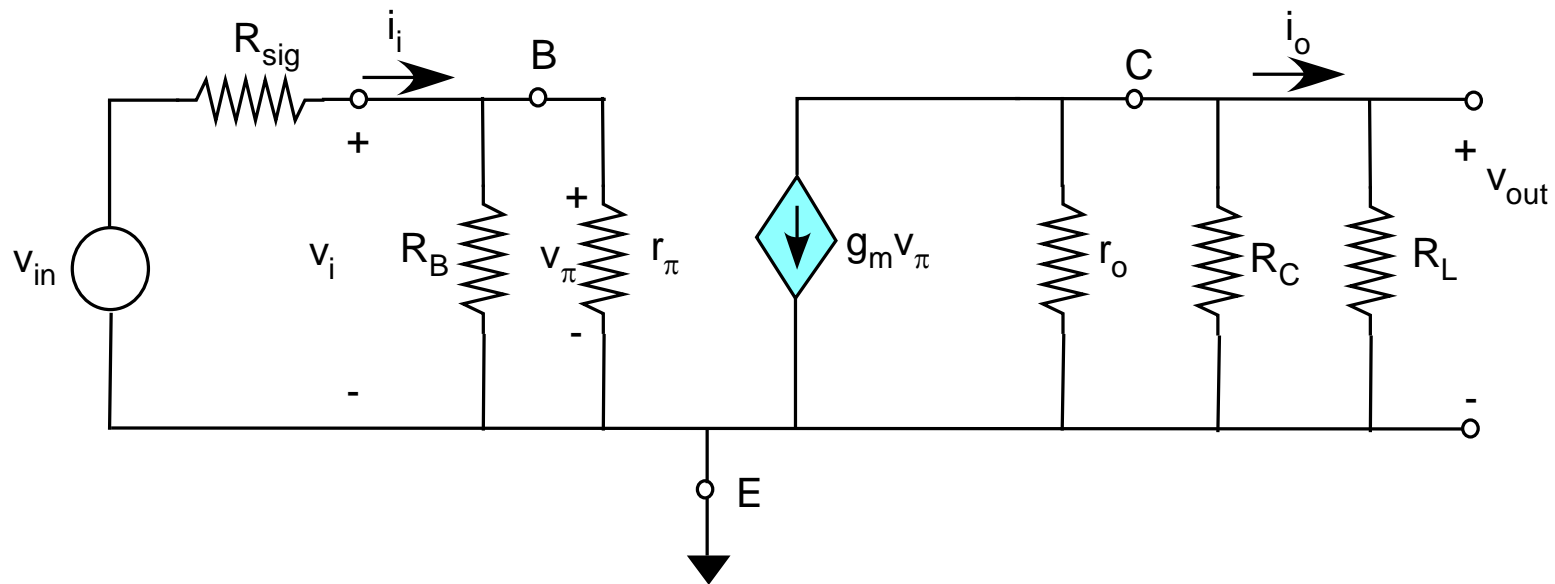 R_sig
i_i
B
C
i_o
+
+
v_in
v_i
R_B
+
v_π
-
r_π
g_m v_π
r_o
R_C
R_L
v_out
-
-
E